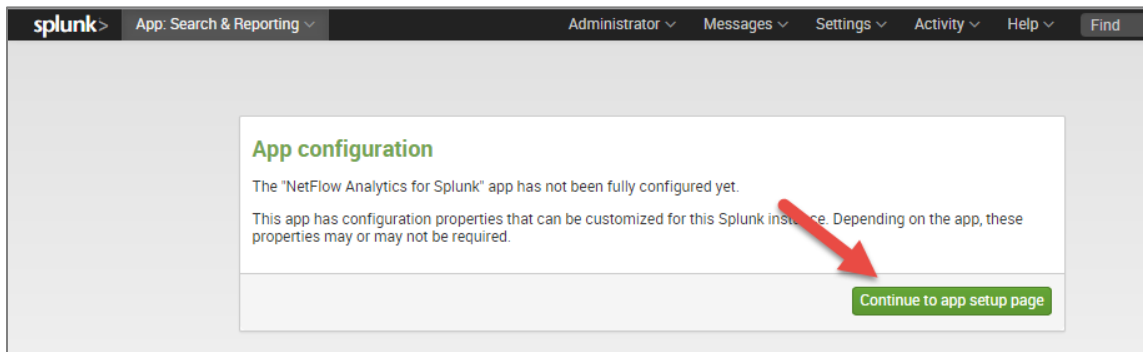 splunk> App: Search & Reporting Administrator Messages Settings Activity Help Find
App configuration
The "NetFlow Analytics for Splunk" app has not been fully configured yet.
This app has configuration properties that can be customized for this Splunk instance. Depending on the app, these
properties may or may not be required.
Continue to app setup page